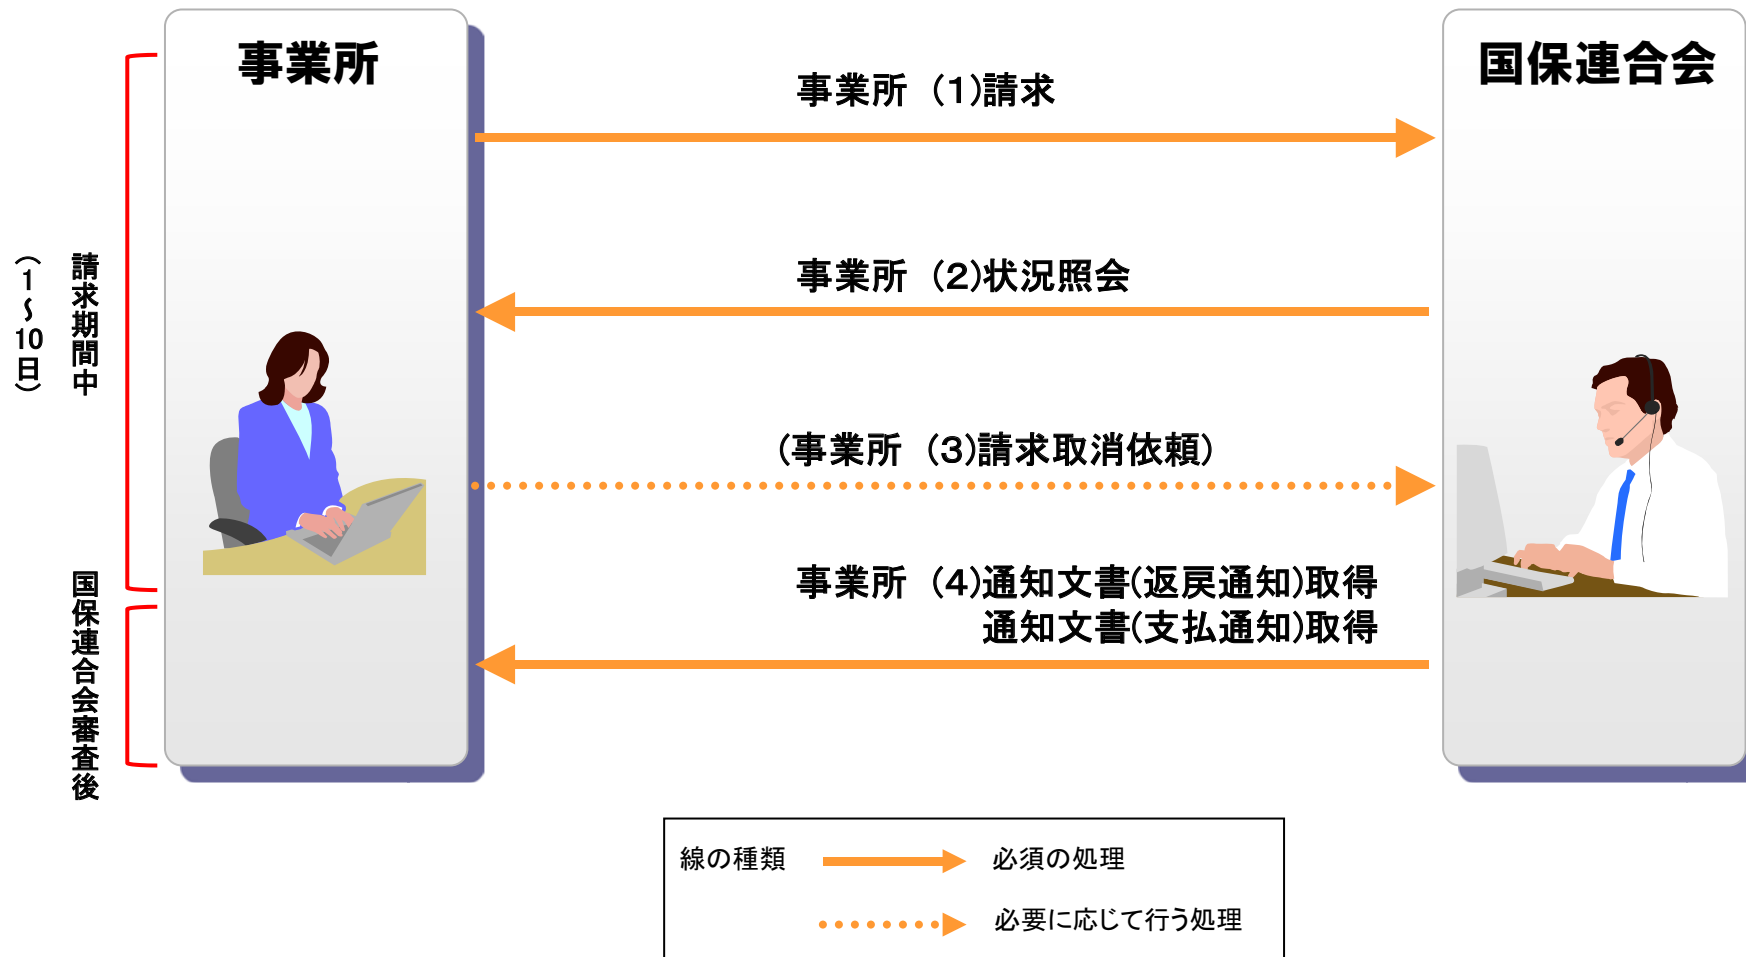 事業所
国保連合会
事業所 (1)請求
事業所 (2)状況照会
請求期間中
(1～10日)
(事業所 (3)請求取消依頼)
事業所 (4)通知文書(返戻通知)取得
通知文書(支払通知)取得
国保連合会審査後
線の種類 必須の処理
必要に応じて行う処理